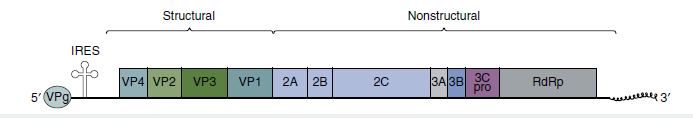 Structural Nonstructural
IRES
VP4 VP2 VP3 VP1 2A 2B 2C 3A 3B 3C pro RdRp
5′ VPg 3′